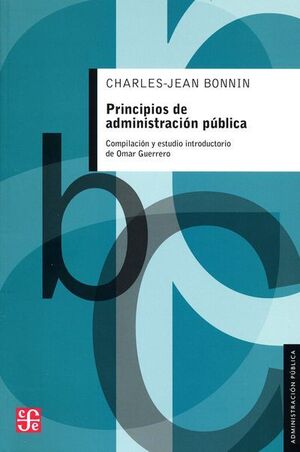 CHARLES-JEAN BONNIN
Principios de
administración pública
Compilación y estudio introductorio
de Omar Guerrero
ADMINISTRACIÓN PÚBLICA